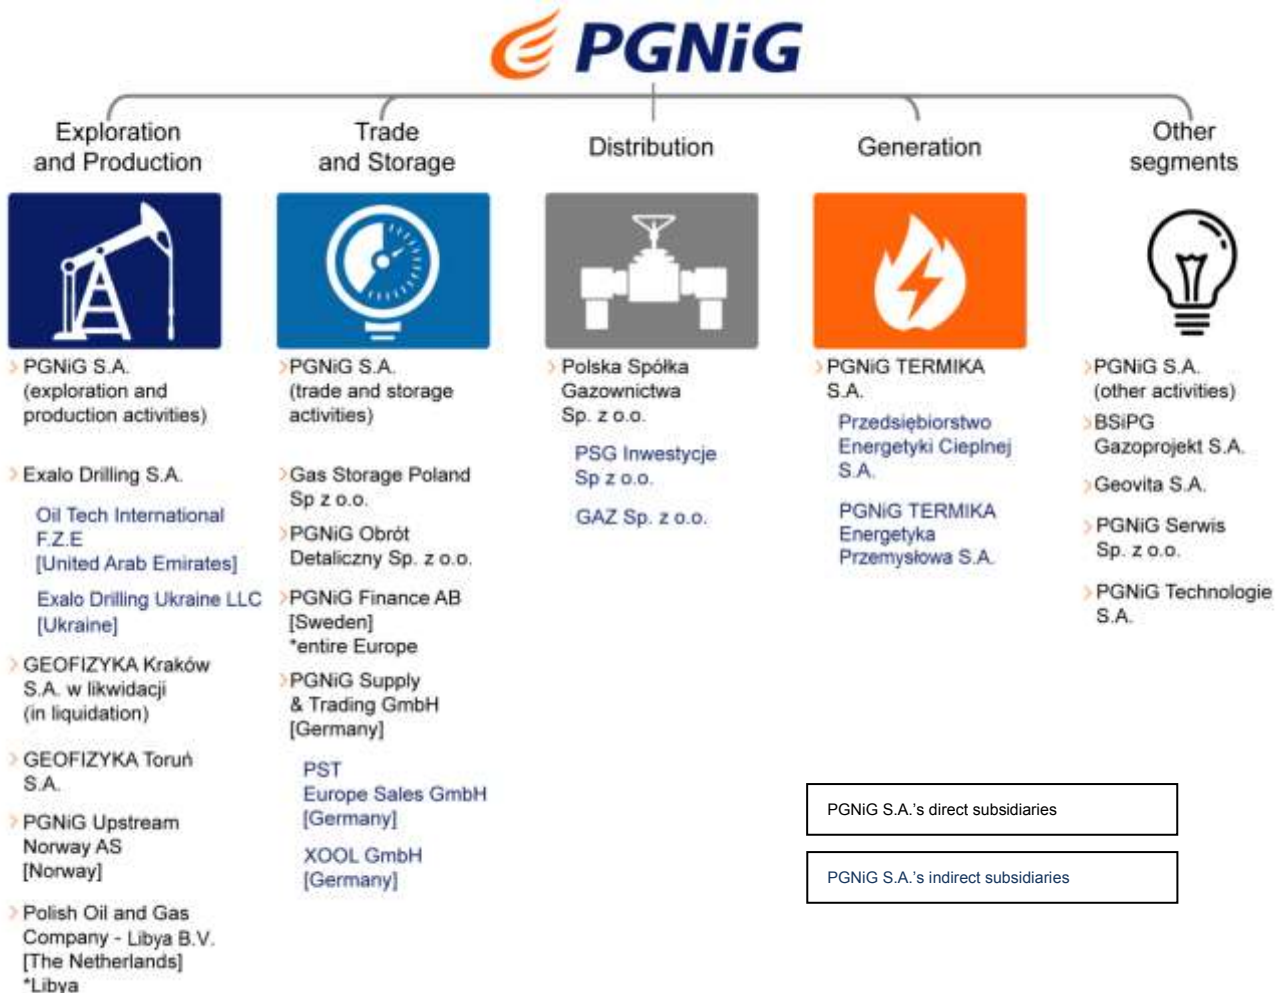 PGNiG
Exploration
and Production
Trade
and Storage
Distribution
Generation
Other
segments
PGNiG S.A.
(exploration and
production activities)
Exalo Drilling S.A.
Oil Tech International
F.Z.E
[United Arab Emirates]
Exalo Drilling Ukraine LLC
[Ukraine]
GEOFIZYKA Kraków
S.A. w likwidacji
(in liquidation)
GEOFIZYKA Toruń
S.A.
PGNiG Upstream
Norway AS
[Norway]
Polish Oil and Gas
Company - Libya B.V.
[The Netherlands]
*Libya
PGNiG S.A.
(trade and storage
activities)
Gas Storage Poland
Sp z o.o.
PGNiG Obrót
Detaliczny Sp. z o.o.
PGNiG Finance AB
[Sweden]
*entire Europe
PGNiG Supply
& Trading GmbH
[Germany]
PST
Europe Sales GmbH
[Germany]
XOOL GmbH
[Germany]
Polska Spółka
Gazownictwa
Sp. z o.o.
PSG Inwestycje
Sp z o.o.
GAZ Sp. z o.o.
PGNiG TERMIKA
S.A.
Przedsiębiorstwo
Energetyki Cieplnej
S.A.
PGNiG TERMIKA
Energetyka
Przemysłowa S.A.
PGNiG S.A.
(other activities)
BSiPG
Gazoprojekt S.A.
Geovita S.A.
PGNiG Serwis
Sp. z o.o.
PGNiG Technologie
S.A.
PGNiG S.A.'s direct subsidiaries
PGNiG S.A.'s indirect subsidiaries